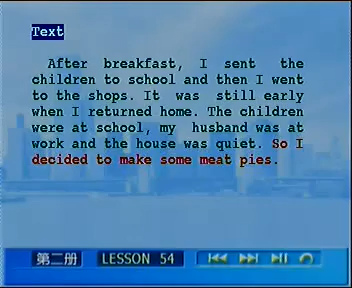 Text
After breakfast, I sent the
children to school and then I went
to the shops. It was still early
when I returned home. The children
were at school, my husband was at
work and the house was quiet. So I
decided to make some meat pies.
第二册 LESSON 54